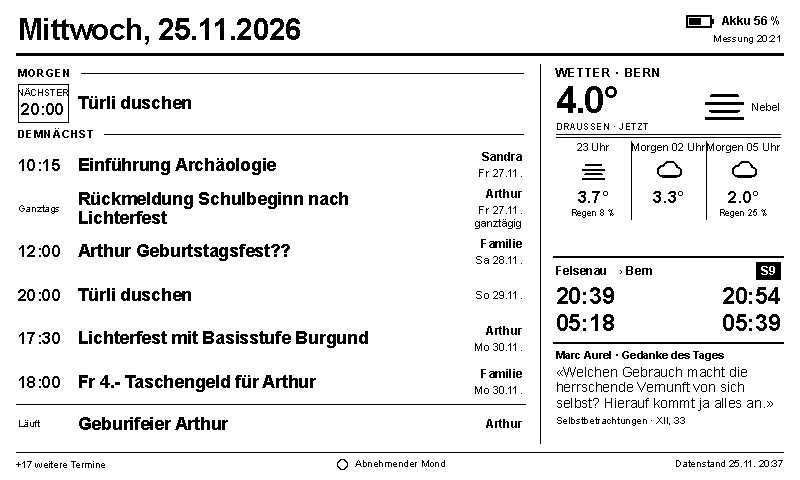 Mittwoch, 25.11.2026
Akku 56 %
Messung 20:21
MORGEN
NÄCHSTER
20:00 Türli duschen
DEMNÄCHST
10:15 Einführung Archäologie Sandra
Fr 27.11.
Ganztags Rückmeldung Schulbeginn nach Lichterfest Arthur
Fr 27.11.
ganztägig
12:00 Arthur Geburtstagsfest?? Familie
Sa 28.11.
20:00 Türli duschen So 29.11.
17:30 Lichterfest mit Basisstufe Burgund Arthur
Mo 30.11.
18:00 Fr 4.- Taschengeld für Arthur Familie
Mo 30.11.
Läuft Geburifeier Arthur Arthur
WETTER · BERN
4.0°
Nebel
DRAUSSEN · JETZT
23 Uhr Morgen 02 Uhr Morgen 05 Uhr
3.7° 3.3° 2.0°
Regen 8 % Regen 25 %
Felsenau › Bern S9
20:39 20:54
05:18 05:39
Marc Aurel · Gedanke des Tages
«Welchen Gebrauch macht die
herrschende Vernunft von sich
selbst? Hierauf kommt ja alles an.»
Selbstbetrachtungen · XII, 33
+17 weitere Termine
Abnehmender Mond
Datenstand 25.11. 20:37